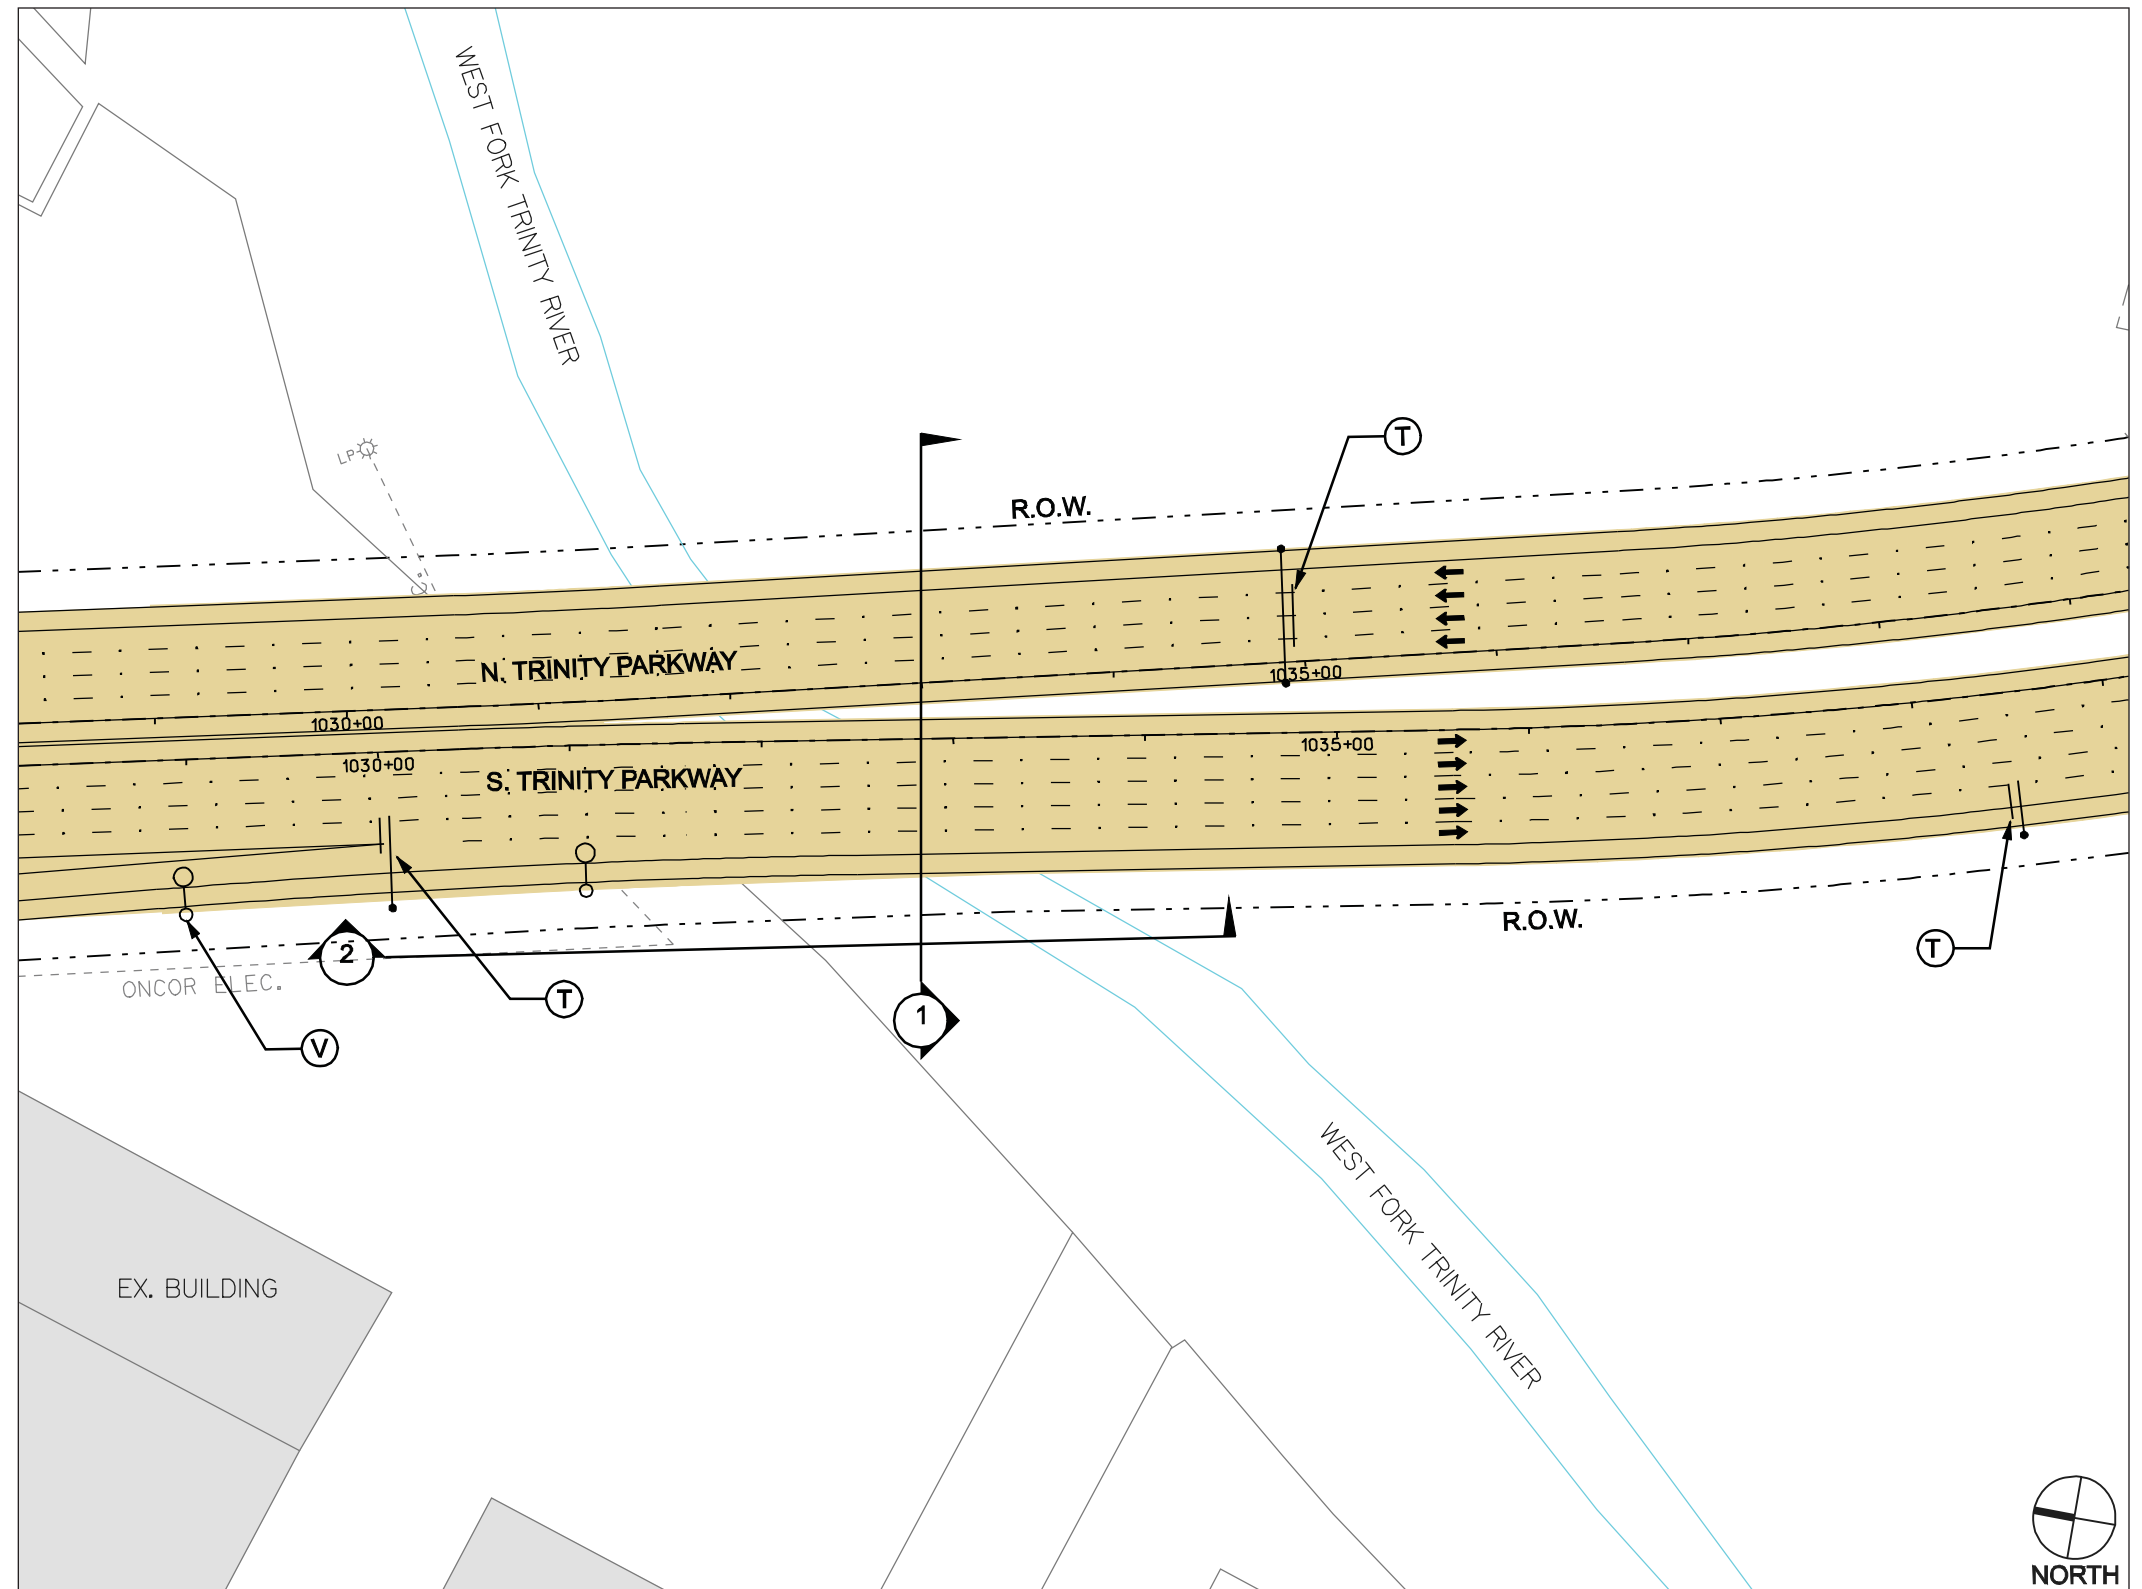 WEST FORK TRINITY RIVER
T
LP
R.O.W.
N. TRINITY PARKWAY
1035+00
1030+00
1035+00
1030+00
S. TRINITY PARKWAY
R.O.W.
2
T
ONCOR ELEC.
T
1
V
WEST FORK TRINITY RIVER
EX. BUILDING
NORTH